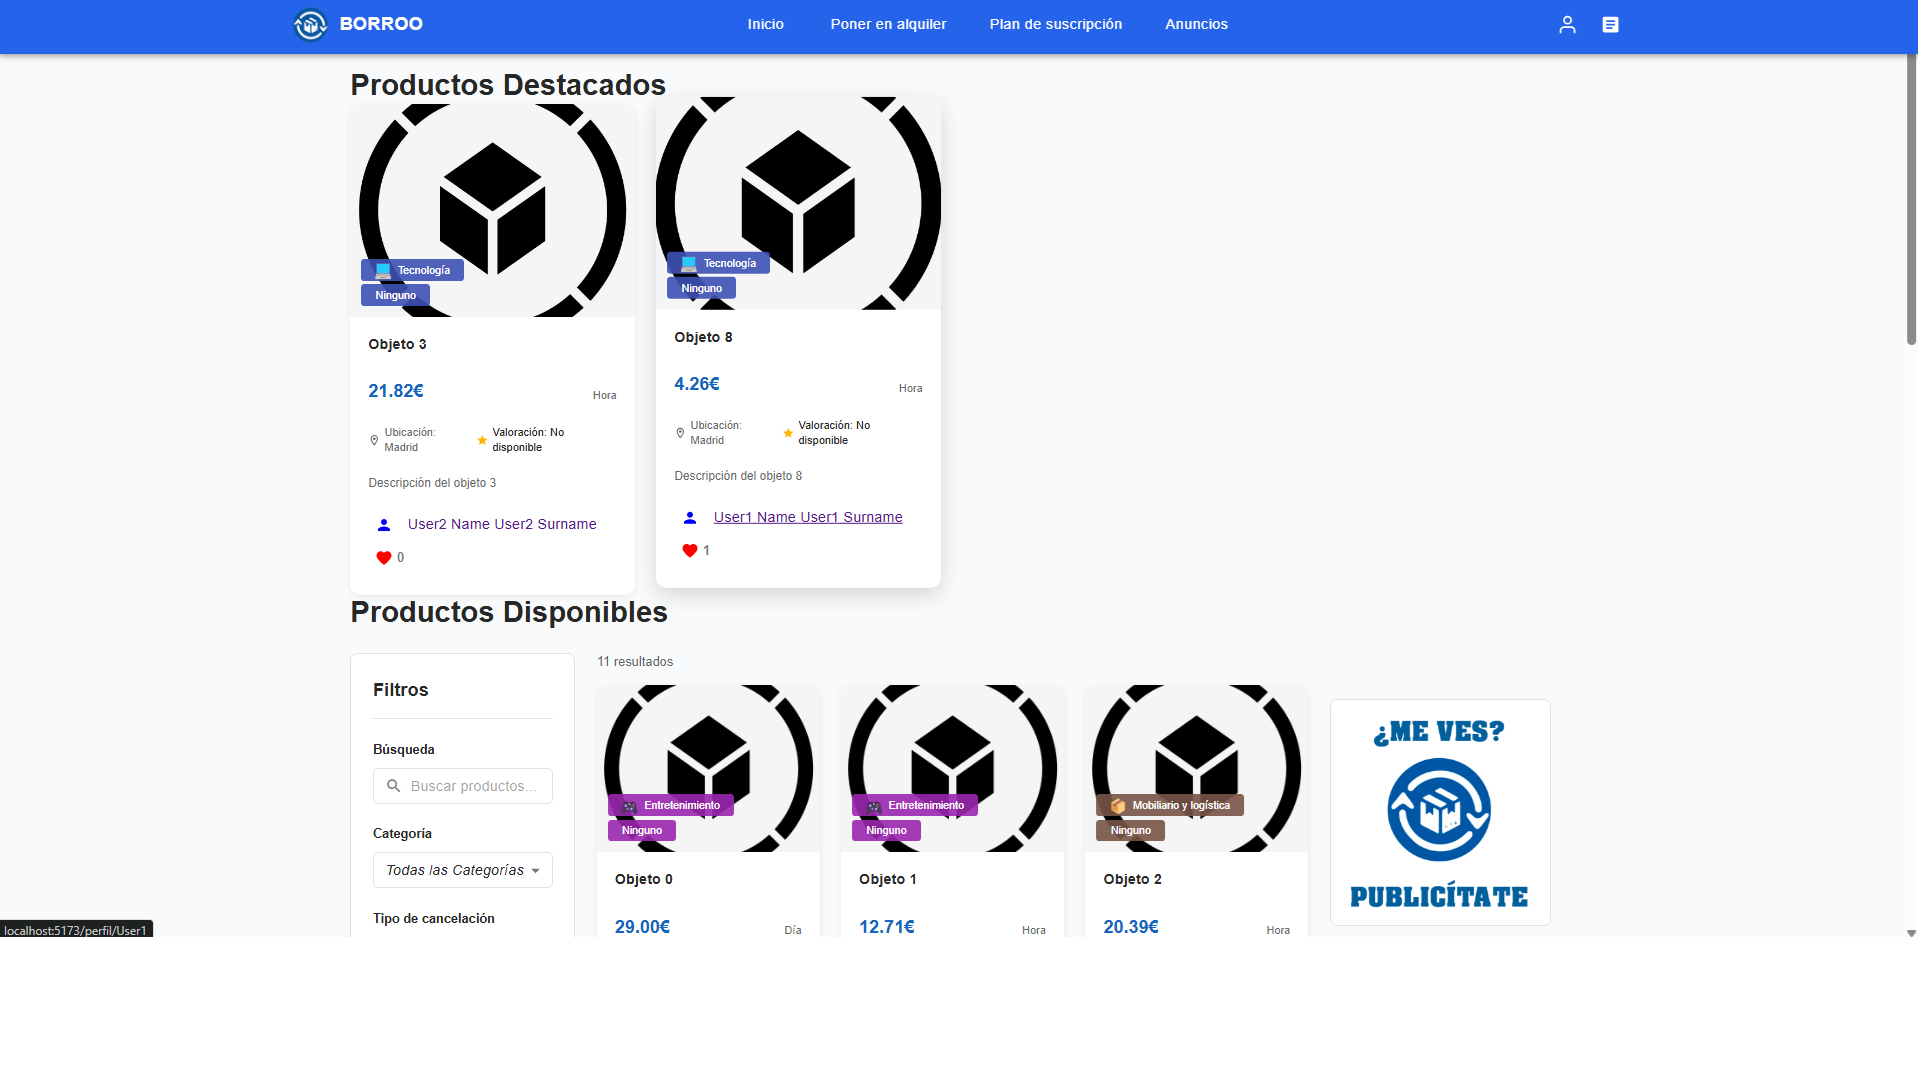 BORROO
Inicio
Poner en alquiler
Plan de suscripción
Anuncios
Productos Destacados
Tecnología
Ninguno
Objeto 3
21.82€
Hora
Ubicación:
Madrid
Valoración: No
disponible
Descripción del objeto 3
User2 Name User2 Surname
0
Tecnología
Ninguno
Objeto 8
4.26€
Hora
Ubicación:
Madrid
Valoración: No
disponible
Descripción del objeto 8
User1 Name User1 Surname
1
Productos Disponibles
Filtros
Búsqueda
Buscar productos...
Categoría
Todas las Categorías
Tipo de cancelación
11 resultados
Entretenimiento
Ninguno
Objeto 0
29.00€
Día
Entretenimiento
Ninguno
Objeto 1
12.71€
Hora
Mobiliario y logística
Ninguno
Objeto 2
20.39€
Hora
¿ME VES?
PUBLICÍTATE
localhost:5173/perfil/User1